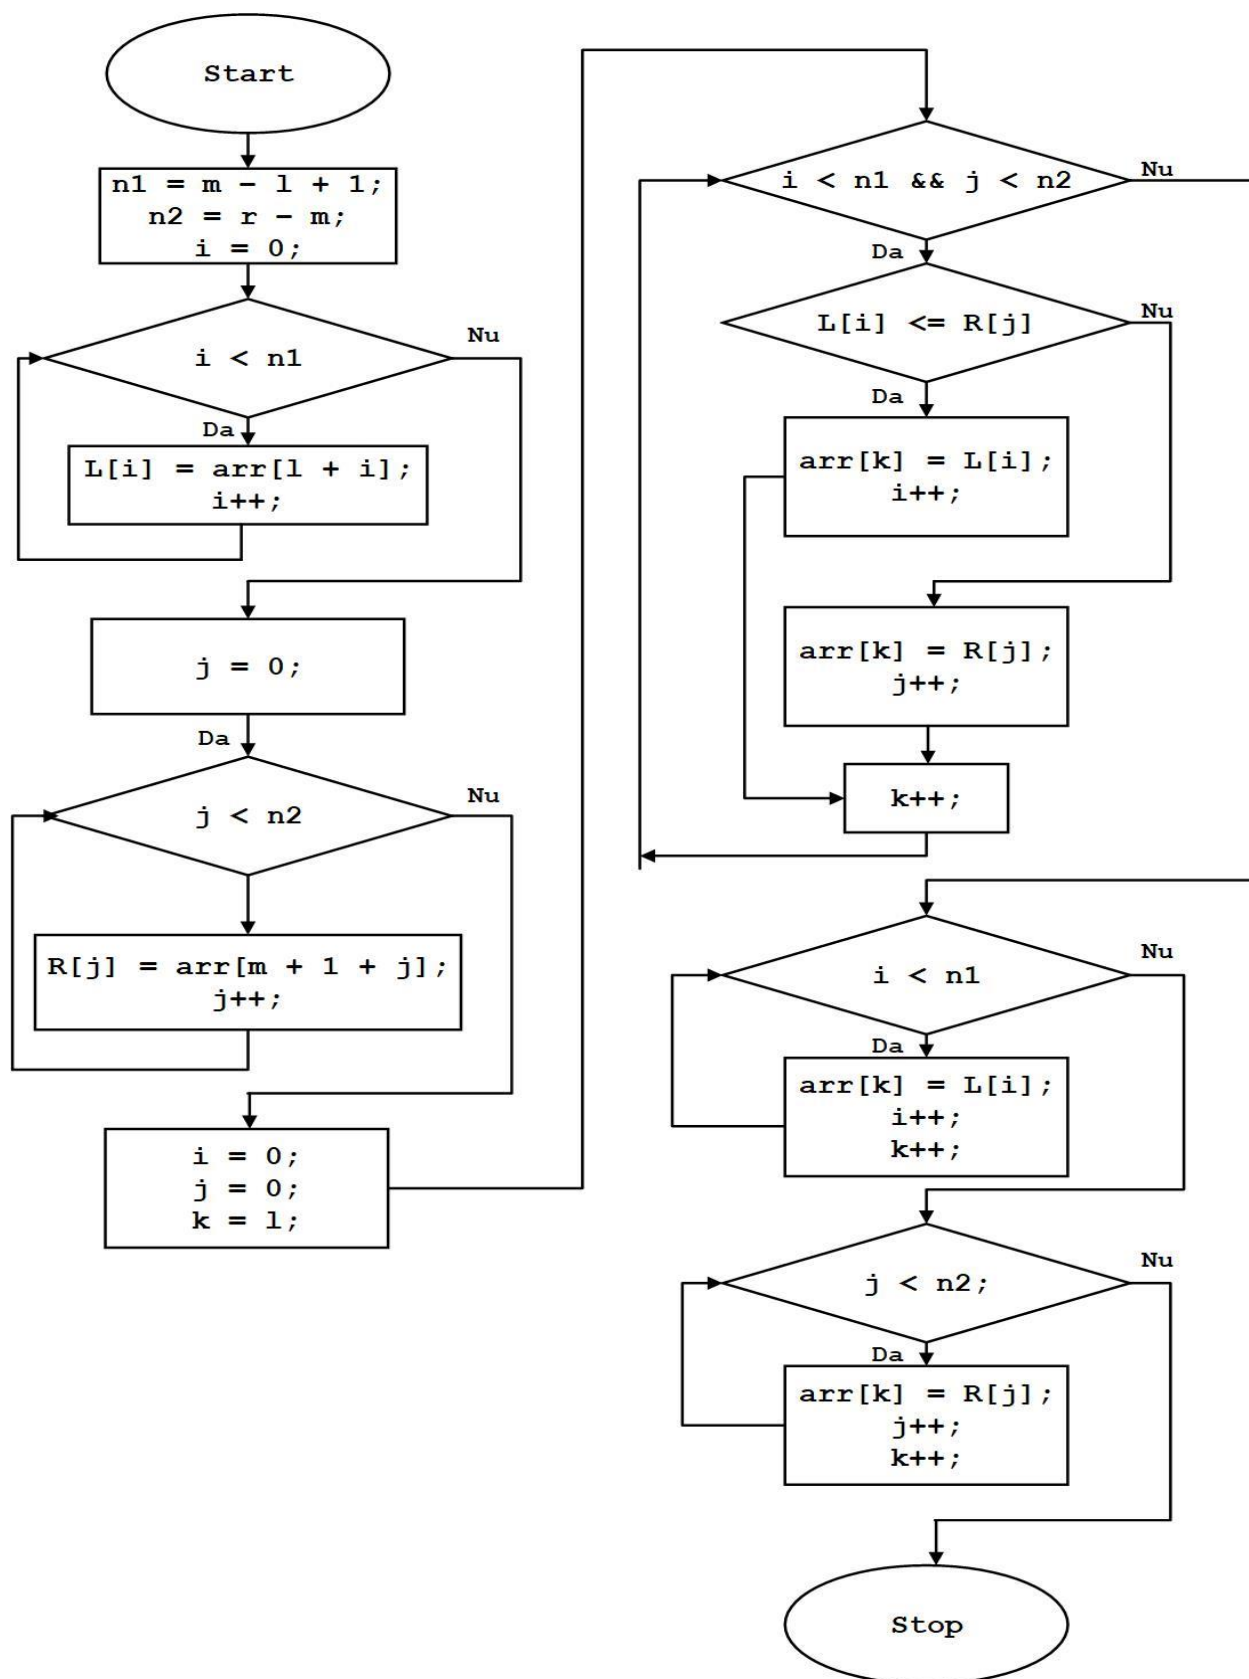 Start
n1 = m - l + 1;
n2 = r - m;
i = 0;
i < n1
Nu
Da
L[i] = arr[l + i];
i++;
j = 0;
Da
j < n2
Nu
R[j] = arr[m + 1 + j];
j++;
i = 0;
j = 0;
k = l;
i < n1 && j < n2
Nu
Da
L[i] <= R[j]
Nu
Da
arr[k] = L[i];
i++;
arr[k] = R[j];
j++;
k++;
i < n1
Nu
Da
arr[k] = L[i];
i++;
k++;
j < n2;
Nu
Da
arr[k] = R[j];
j++;
k++;
Stop